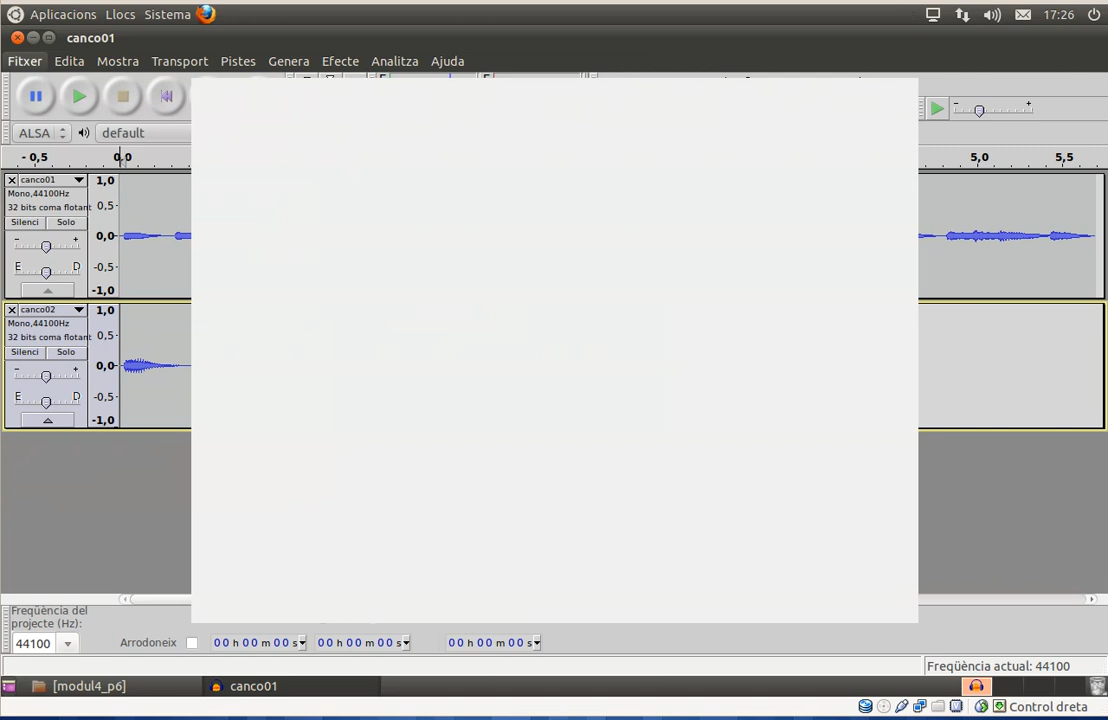 Aplicacions Llocs Sistema 17:26
canco01
Fitxer Edita Mostra Transport Pistes Genera Efecte Analitza Ajuda
- +
ALSA default
- 0,5 0,0 5,0 5,5
canco01 1,0
Mono,44100Hz
32 bits coma flotant 0,5-
Silenci Solo
- + 0,0-
E D -0,5-
-1,0
canco02 1,0
Mono,44100Hz
32 bits coma flotant 0,5-
Silenci Solo
- + 0,0-
E D -0,5-
-1,0
Freqüència del
projecte (Hz):
44100 Arrodoneix 00 h 00 m 00 s 00 h 00 m 00 s 00 h 00 m 00 s
Freqüència actual: 44100
[modul4_p6] canco01
Control dreta